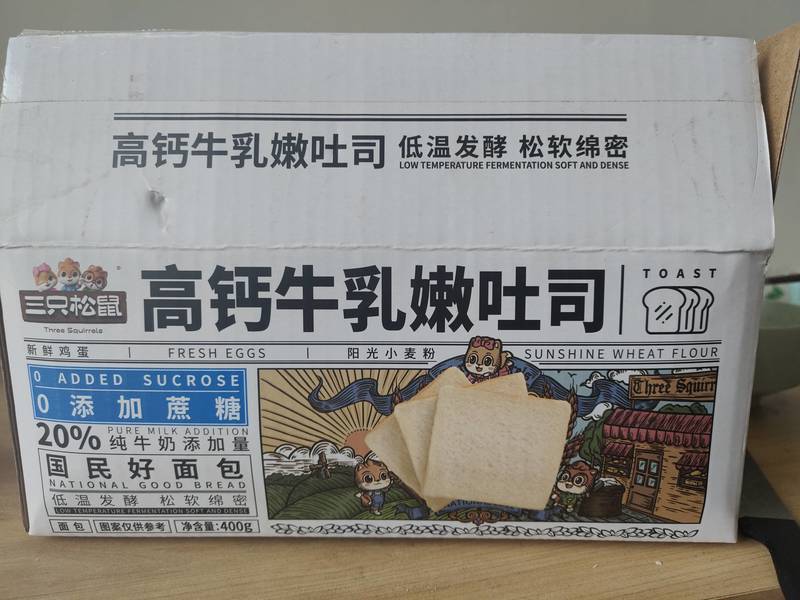 高钙牛乳嫩吐司 低温发酵 松软绵密
LOW TEMPERATURE FERMENTATION SOFT AND DENSE
三只松鼠
Three Squirrels
高钙牛乳嫩吐司
TOAST
新鲜鸡蛋 | FRESH EGGS | 阳光小麦粉 SUNSHINE WHEAT FLOUR
0 ADDED SUCROSE
0添加蔗糖
20% PURE MILK ADDITION
纯牛奶添加量
国民好面包
NATIONAL GOOD BREAD
低温发酵 松软绵密
LOW TEMPERATURE FERMENTATION SOFT AND DENSE
面包 图案仅供参考 净含量:400g
Three Squirr